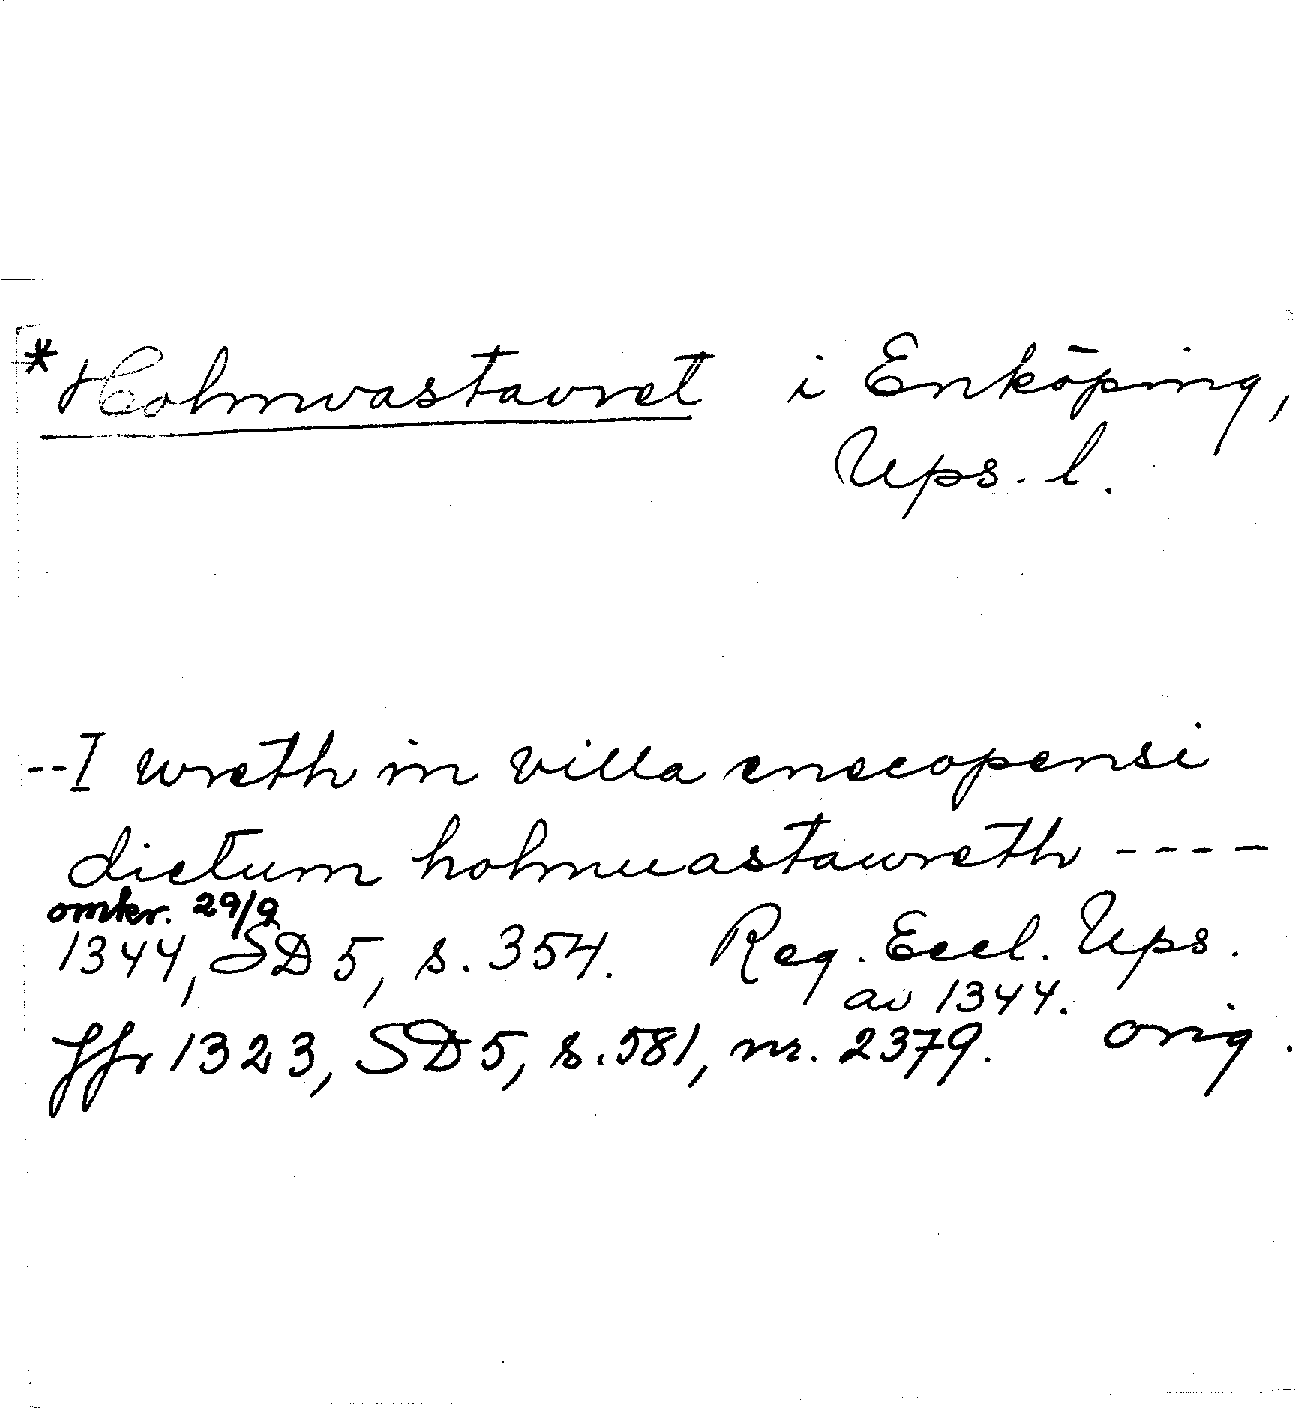 *Holmvastavret i Enköping,
Ups. l.
--I wreth in villa enecopensi
dictum holmuastawreth ----
omkr. 29/9
1344, SD 5, s. 354. Reg. Eccl. Ups.
av 1344.
Jfr 1323, SD 5, s. 581, nr. 2379. orig.